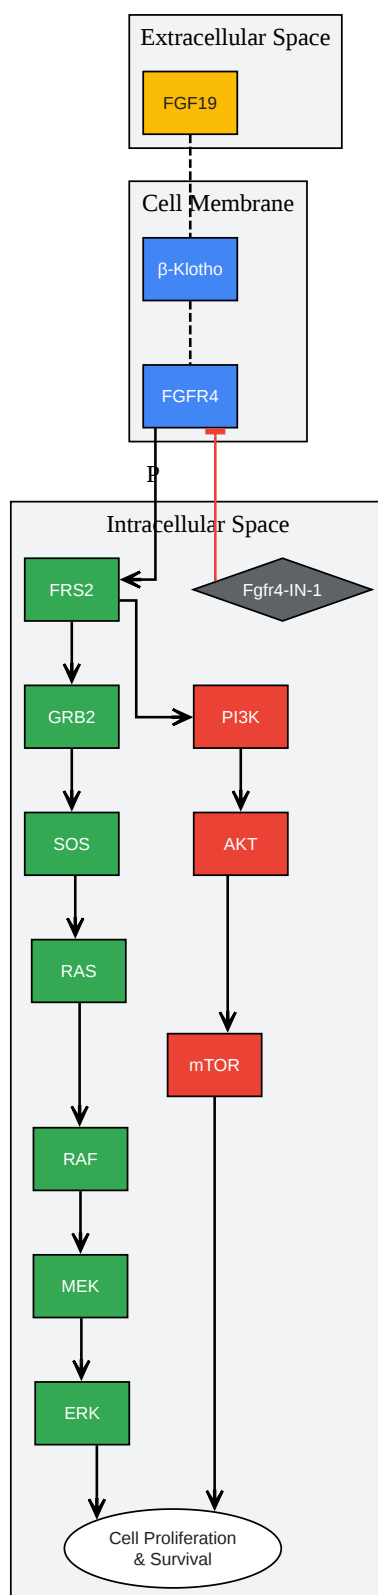 Extracellular Space
FGF19
Cell Membrane
β-Klotho
FGFR4
P
Intracellular Space
FRS2
Fgfr4-IN-1
GRB2
PI3K
SOS
AKT
RAS
mTOR
RAF
MEK
ERK
Cell Proliferation
& Survival